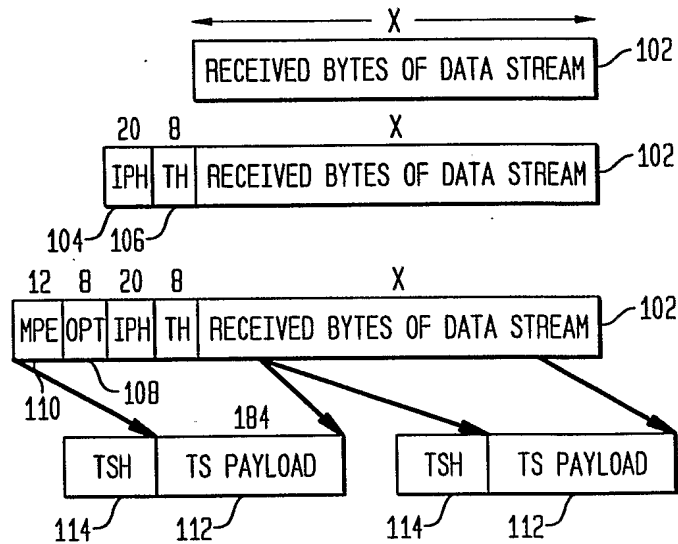 X
RECEIVED BYTES OF DATA STREAM 102
20 8 X
IPH TH RECEIVED BYTES OF DATA STREAM 102
104 106
12 8 20 8 X
MPE OPT IPH TH RECEIVED BYTES OF DATA STREAM 102
110 108
184
TSH TS PAYLOAD TSH TS PAYLOAD
114 112 114 112